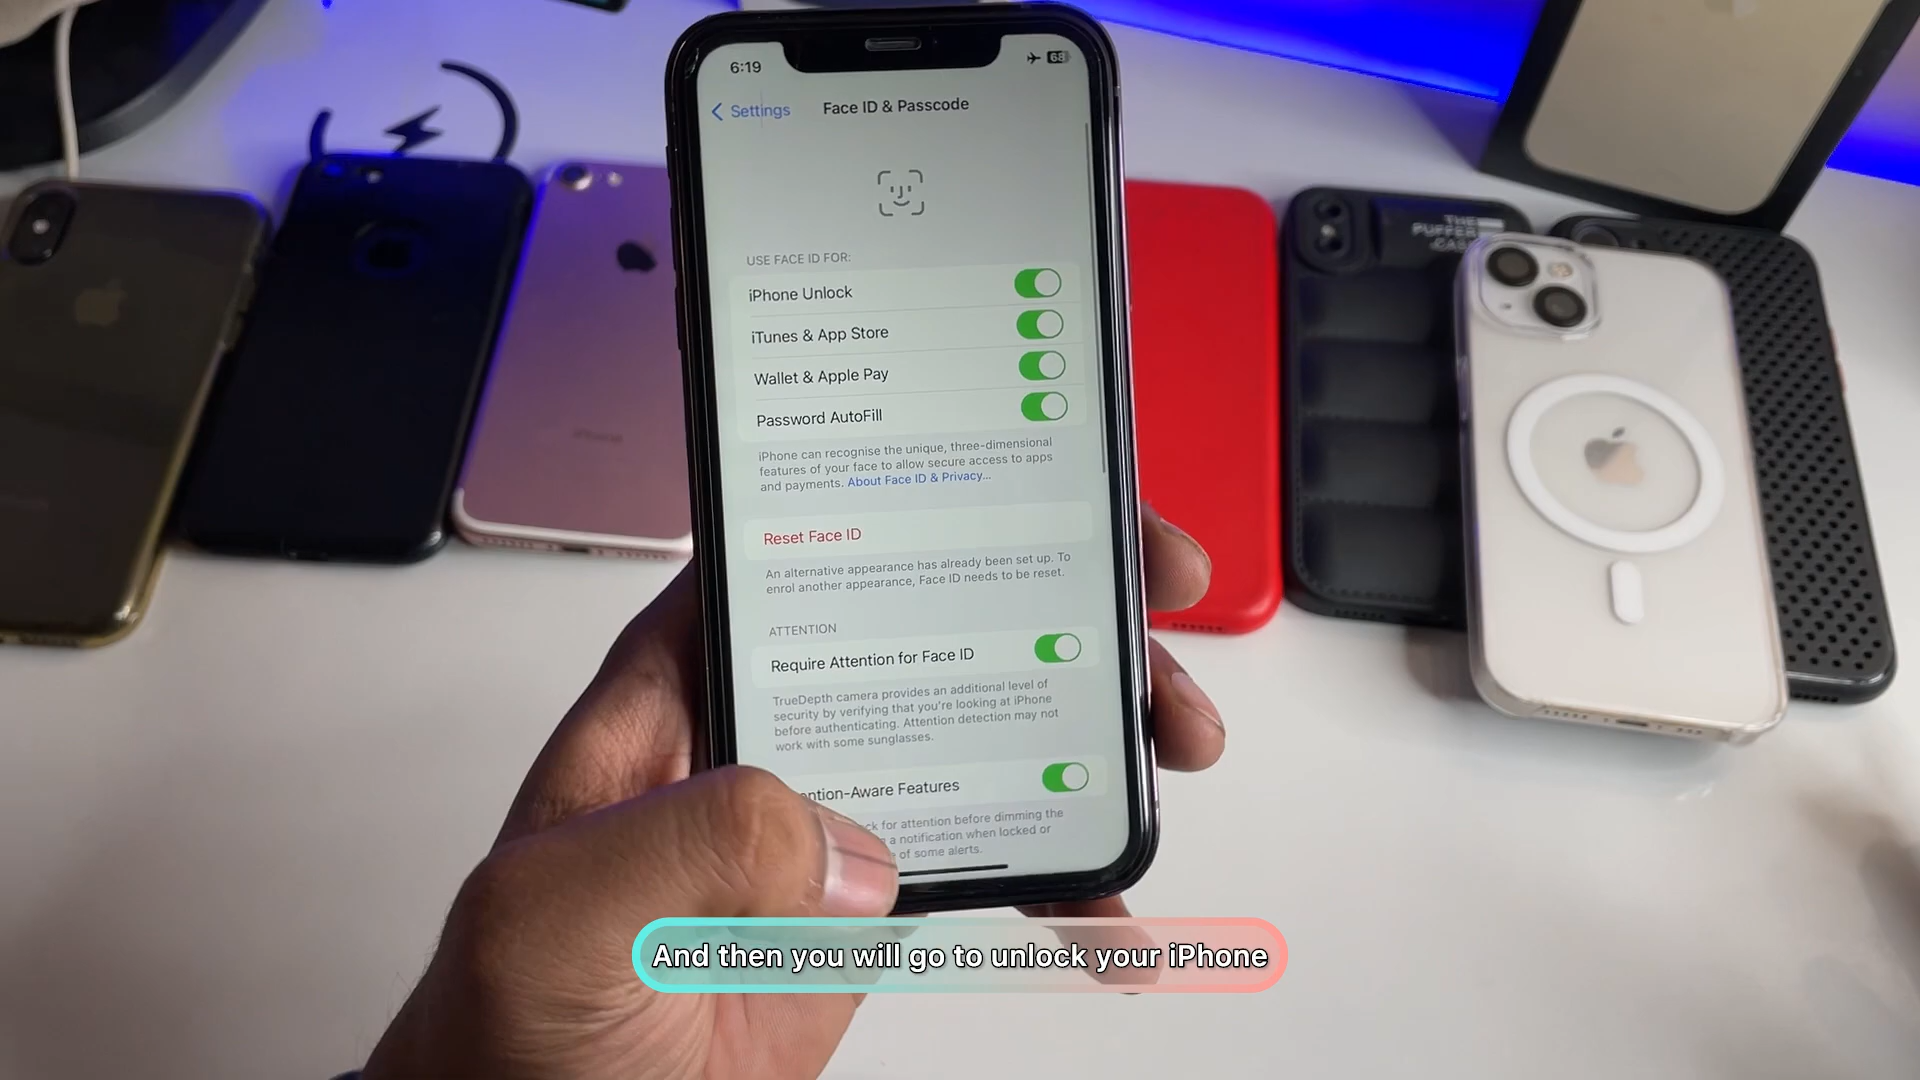 6:19
68
Settings
Face ID & Passcode
USE FACE ID FOR:
iPhone Unlock
iTunes & App Store
Wallet & Apple Pay
Password AutoFill
iPhone can recognise the unique, three-dimensional
features of your face to allow secure access to apps
and payments. About Face ID & Privacy...
Reset Face ID
An alternative appearance has already been set up. To
enrol another appearance, Face ID needs to be reset.
ATTENTION
Require Attention for Face ID
TrueDepth camera provides an additional level of
security by verifying that you're looking at iPhone
before authenticating. Attention detection may not
work with some sunglasses.
ntion-Aware Features
ck for attention before dimming the
a notification when locked or
of some alerts.
THE
PUFFER
CASE
iPhone
And then you will go to unlock your iPhone